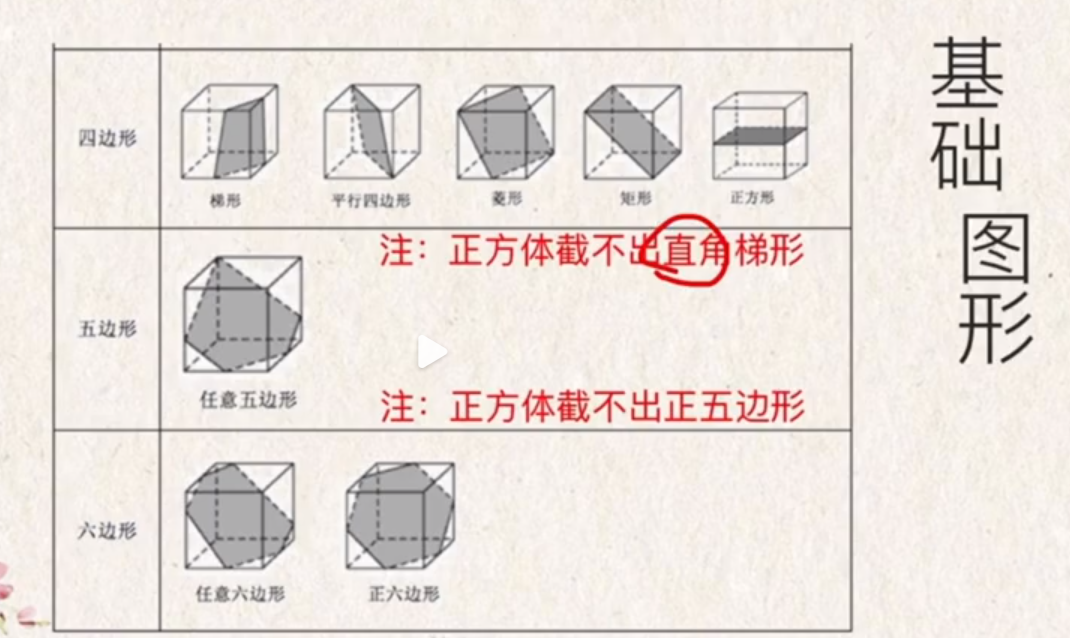 基础图形
四边形
梯形
平行四边形
菱形
矩形
正方形
注：正方体截不出直角梯形
五边形
任意五边形
注：正方体截不出正五边形
六边形
任意六边形
正六边形